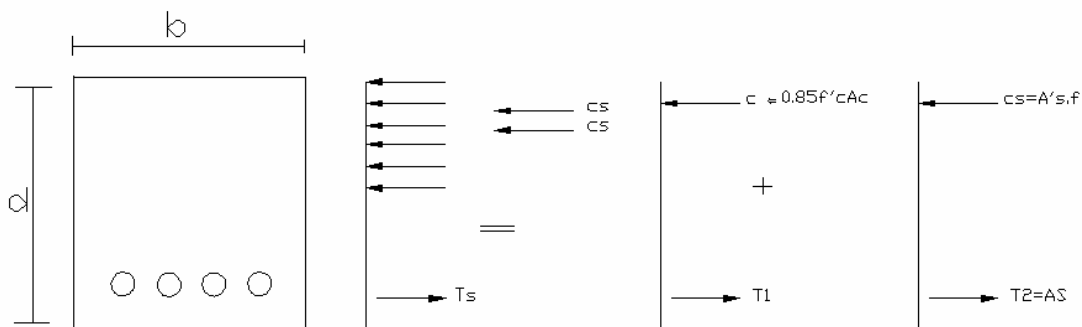 b
d
cs
cs
Ts
=
c = 0.85f'cAc
T1
+
cs=A's.f
T2=AS